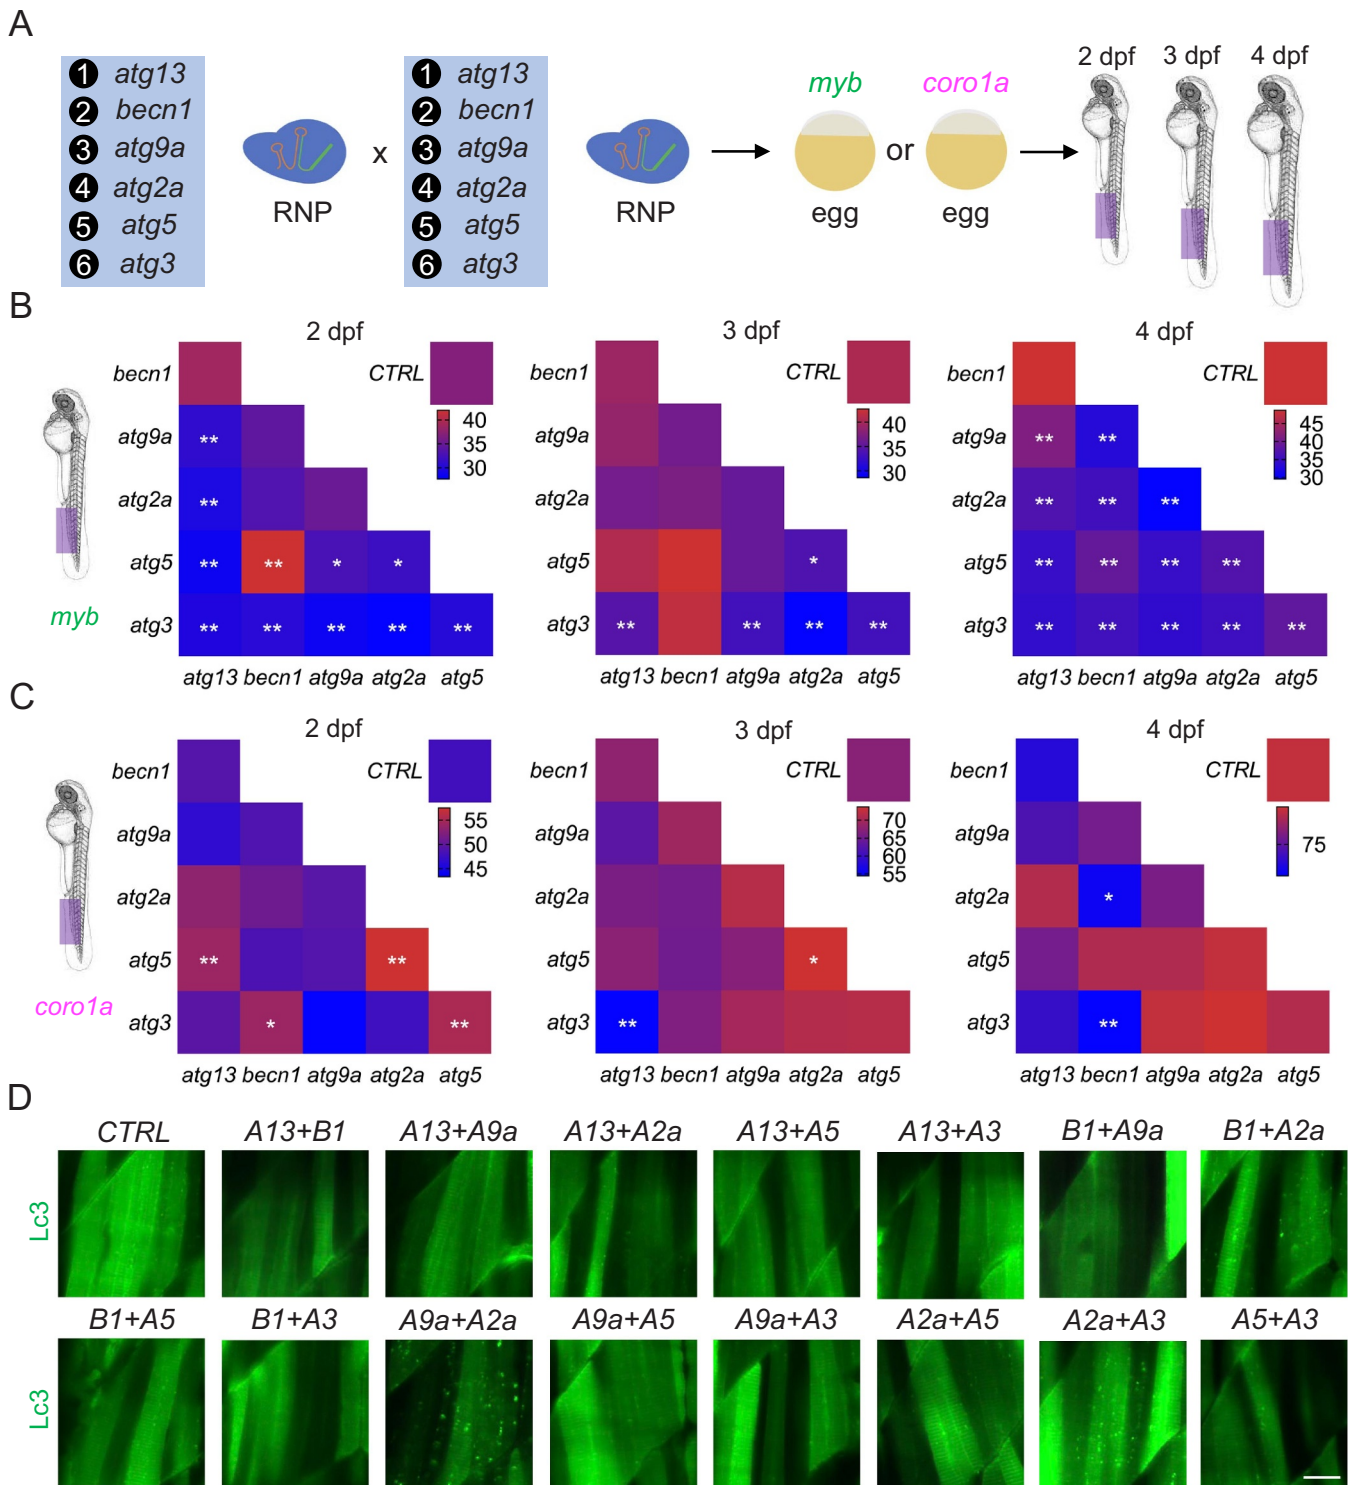 A
1 atg13
2 becn1
3 atg9a
4 atg2a
5 atg5
6 atg3
RNP
x
1 atg13
2 becn1
3 atg9a
4 atg2a
5 atg5
6 atg3
RNP
myb
egg
or
coro1a
egg
2 dpf 3 dpf 4 dpf
B
myb
2 dpf
becn1
atg9a **
atg2a **
atg5 ** ** * *
atg3 ** ** ** ** **
atg13 becn1 atg9a atg2a atg5
CTRL
40
35
30
3 dpf
becn1
atg9a
atg2a
atg5 *
atg3 ** ** ** **
atg13 becn1 atg9a atg2a atg5
CTRL
40
35
30
4 dpf
becn1
atg9a ** **
atg2a ** ** **
atg5 ** ** ** **
atg3 ** ** ** ** **
atg13 becn1 atg9a atg2a atg5
CTRL
45
40
35
30
C
coro1a
2 dpf
becn1
atg9a
atg2a
atg5 ** **
atg3 * **
atg13 becn1 atg9a atg2a atg5
CTRL
55
50
45
3 dpf
becn1
atg9a
atg2a
atg5 *
atg3 **
atg13 becn1 atg9a atg2a atg5
CTRL
70
65
60
55
4 dpf
becn1
atg9a
atg2a *
atg5
atg3 **
atg13 becn1 atg9a atg2a atg5
CTRL
75
D
CTRL A13+B1 A13+A9a A13+A2a A13+A5 A13+A3 B1+A9a B1+A2a
Lc3
B1+A5 B1+A3 A9a+A2a A9a+A5 A9a+A3 A2a+A5 A2a+A3 A5+A3
Lc3